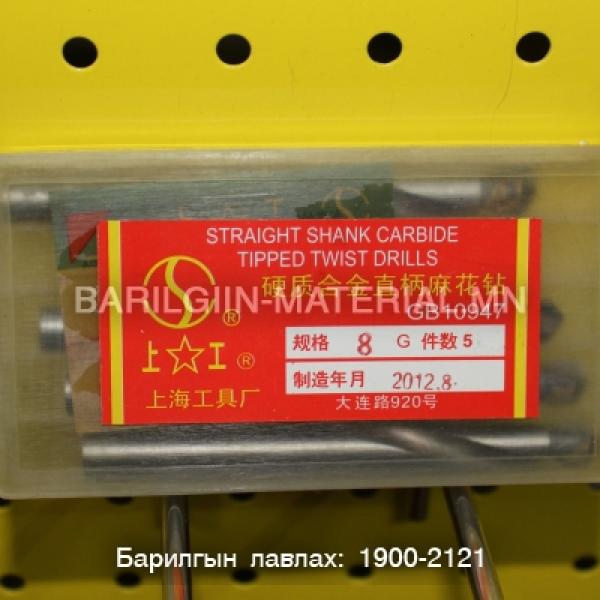 STRAIGHT SHANK CARBIDE
TIPPED TWIST DRILLS
硬质合金直柄麻花钻
BARILGIIN-MATERIAL.MN
GB10947
®
规格 8 G 件数 5
上☆工 ®
制造年月 2012.8.
上海工具厂
大连路920号
Барилгын лавлах: 1900-2121